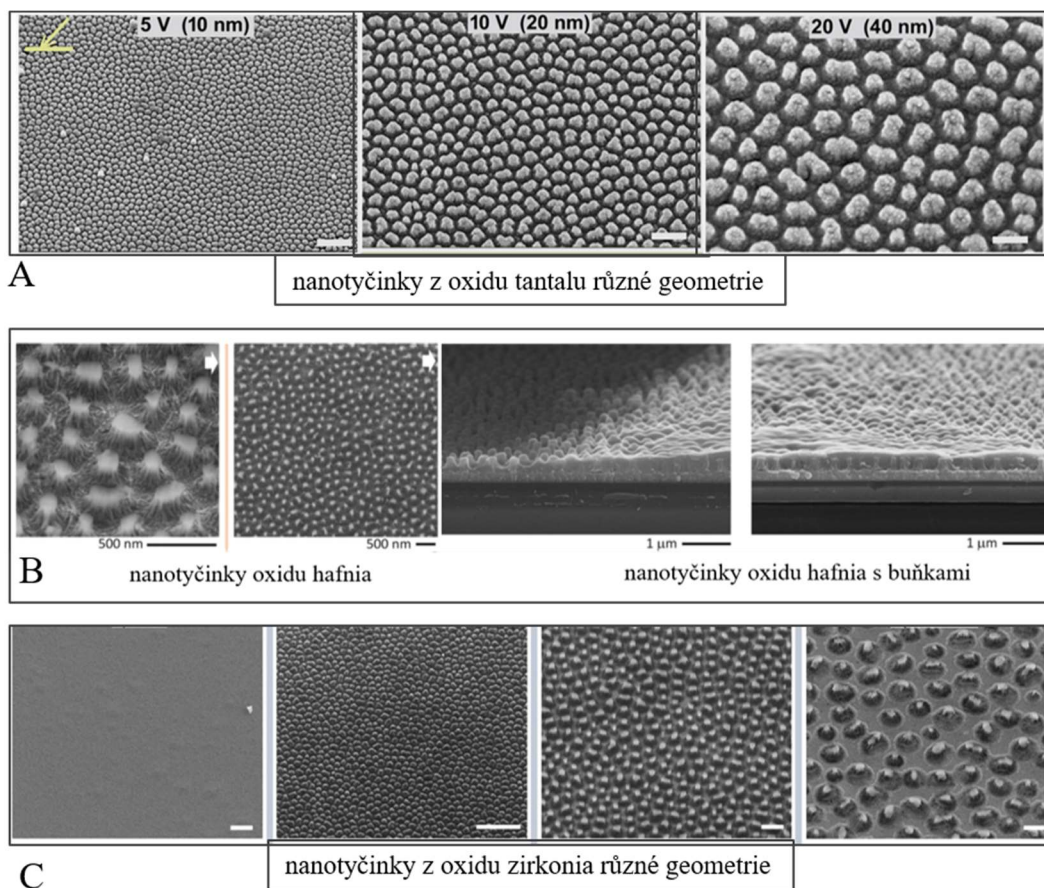 5 V (10 nm)
10 V (20 nm)
20 V (40 nm)
A
nanotyčinky z oxidu tantalu různé geometrie
500 nm
500 nm
1 μm
1 μm
B
nanotyčinky oxidu hafnia
nanotyčinky oxidu hafnia s buňkami
C
nanotyčinky z oxidu zirkonia různé geometrie